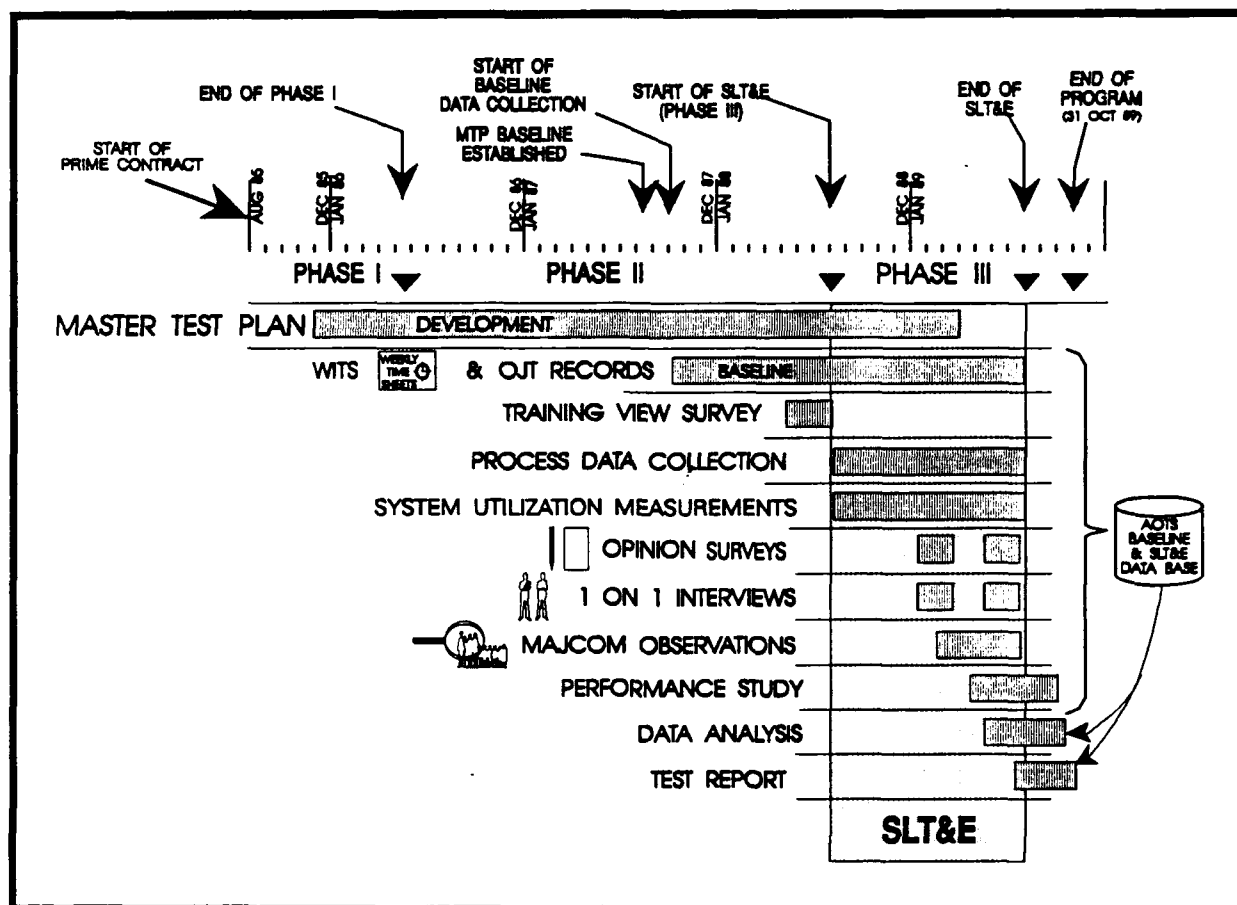 START OF
PRIME CONTRACT
END OF PHASE I
START OF
BASELINE
DATA COLLECTION
MTP BASELINE
ESTABLISHED
START OF SLT&E
(PHASE III)
END OF
SLT&E
END OF
PROGRAM
(31 OCT 89)
AUG 85
DEC 85
JAN 86
DEC 86
JAN 87
DEC 87
JAN 88
DEC 88
JAN 89
PHASE I
PHASE II
PHASE III
MASTER TEST PLAN
DEVELOPMENT
WITS
WEEKLY
TIME
SHEETS
& OJT RECORDS
BASELINE
TRAINING VIEW SURVEY
PROCESS DATA COLLECTION
SYSTEM UTILIZATION MEASUREMENTS
OPINION SURVEYS
1 ON 1 INTERVIEWS
MAJCOM OBSERVATIONS
PERFORMANCE STUDY
DATA ANALYSIS
TEST REPORT
SLT&E
AOTS
BASELINE
& SLT&E
DATA BASE